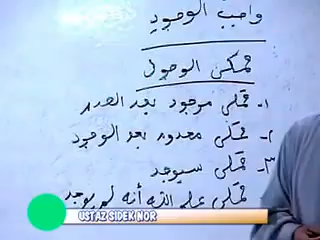 واجب الوجود
ممكن الوجود
١- ممكن موجود بعد العدم
٢- ممكن معدوم بعد الوجود
٣- ممكن سيوجد
ممكن علم الله أنه لم يوجد
USTAZ SIDEK NOR